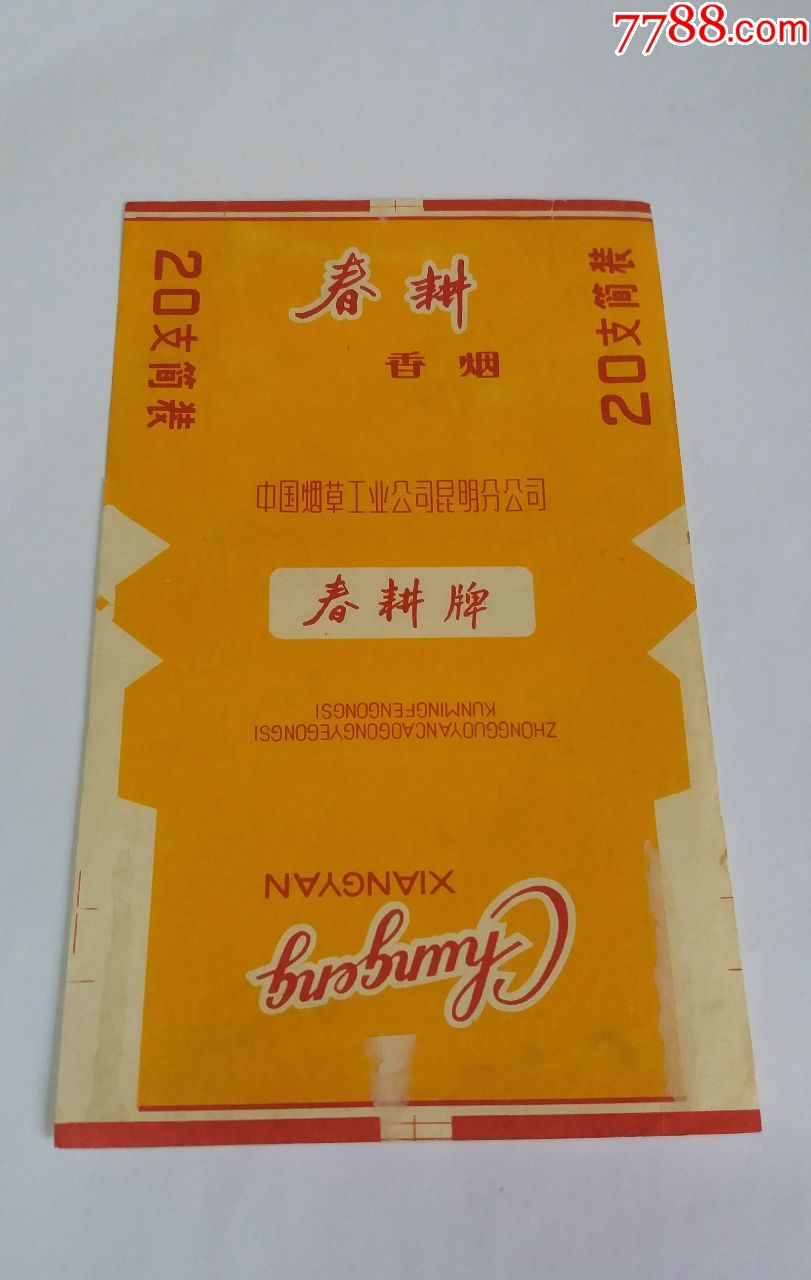 7788.com
春耕
香烟
20支简装
20支简装
中国烟草工业公司昆明分公司
春耕牌
ZHONGGUOYANCAOGONGYEGONGSI
KUNMINGFENGONGSI
XIANGYAN
Chungeng